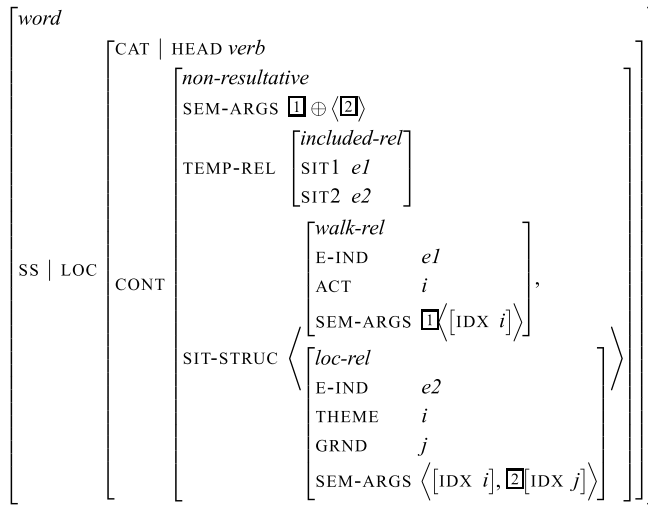 word
CAT | HEAD verb
non-resultative
SEM-ARGS 1 ⊕ ⟨2⟩
included-rel
TEMP-REL SIT1 e1
SIT2 e2
walk-rel
E-IND e1
SS | LOC CONT ACT i ,
SEM-ARGS 1⟨[IDX i]⟩
SIT-STRUC loc-rel
E-IND e2
THEME i
GRND j
SEM-ARGS ⟨[IDX i], 2[IDX j]⟩